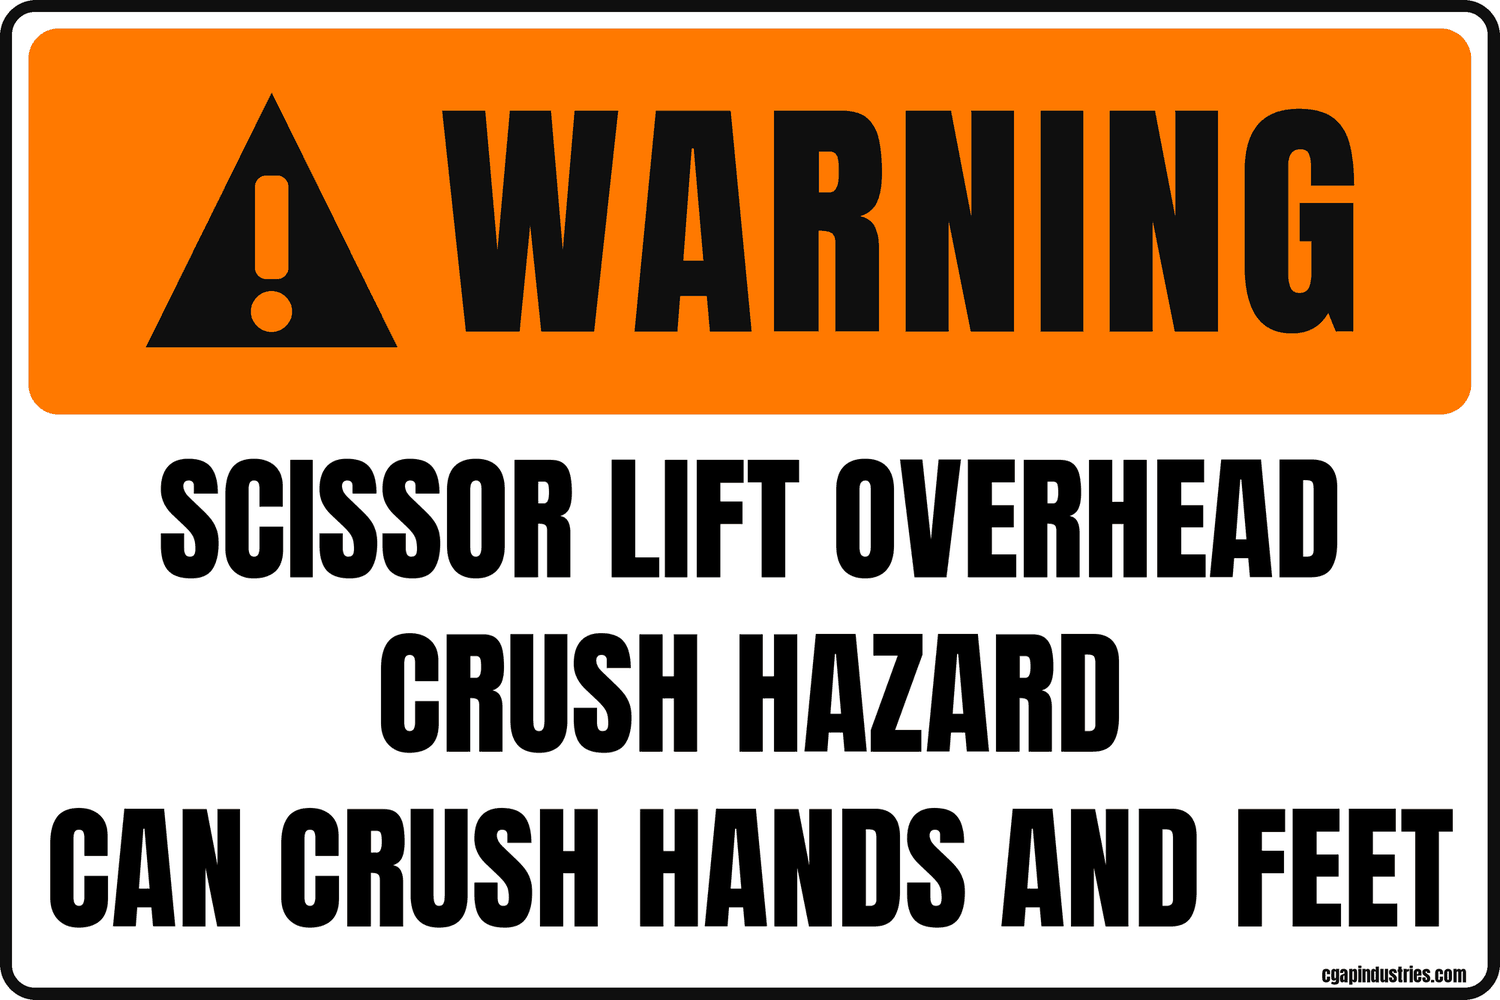 WARNING
SCISSOR LIFT OVERHEAD
CRUSH HAZARD
CAN CRUSH HANDS AND FEET
cgapindustries.com